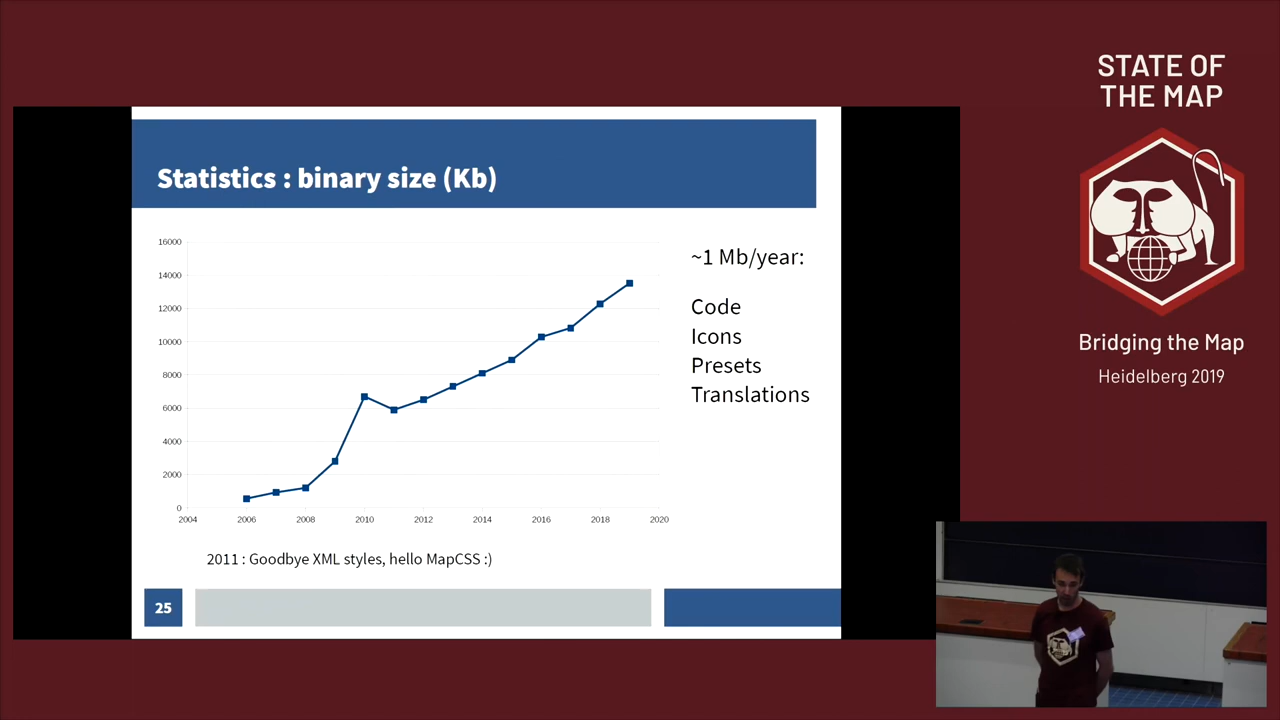 STATE OF
THE MAP
Bridging the Map
Heidelberg 2019
Statistics : binary size (Kb)
16000
14000
12000
10000
8000
6000
4000
2000
0
2004
2006
2008
2010
2012
2014
2016
2018
2020
~1 Mb/year:
Code
Icons
Presets
Translations
2011 : Goodbye XML styles, hello MapCSS :)
25